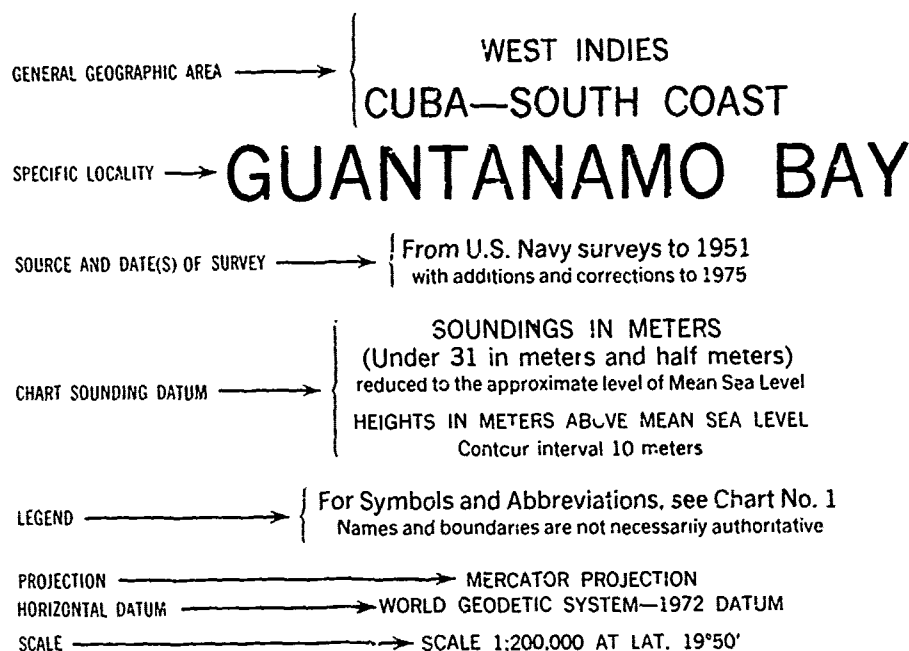 WEST INDIES
GENERAL GEOGRAPHIC AREA
CUBA—SOUTH COAST
SPECIFIC LOCALITY GUANTANAMO BAY
From U.S. Navy surveys to 1951
SOURCE AND DATE(S) OF SURVEY
with additions and corrections to 1975
SOUNDINGS IN METERS
(Under 31 in meters and half meters)
CHART SOUNDING DATUM reduced to the approximate level of Mean Sea Level
HEIGHTS IN METERS ABOVE MEAN SEA LEVEL
Contour interval 10 meters
For Symbols and Abbreviations, see Chart No. 1
LEGEND
Names and boundaries are not necessarily authoritative
PROJECTION MERCATOR PROJECTION
HORIZONTAL DATUM WORLD GEODETIC SYSTEM—1972 DATUM
SCALE SCALE 1:200,000 AT LAT. 19°50'